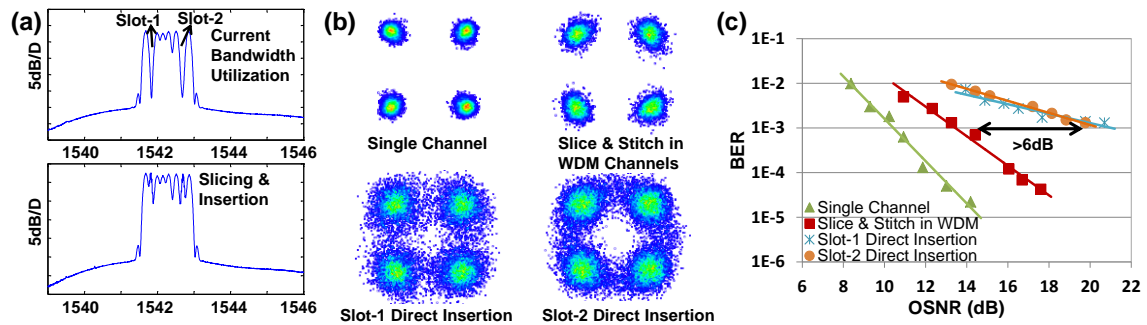 (a)
Slot-1
Slot-2
Current
Bandwidth
Utilization
5dB/D
1540
1542
1544
1546
Slicing &
Insertion
5dB/D
1540
1542
1544
1546
(b)
Single Channel
Slice & Stitch in
WDM Channels
Slot-1 Direct Insertion
Slot-2 Direct Insertion
(c)
1E-1
1E-2
1E-3
1E-4
1E-5
1E-6
BER
>6dB
Single Channel
Slice & Stitch in WDM
Slot-1 Direct Insertion
Slot-2 Direct Insertion
6 8 10 12 14 16 18 20 22
OSNR (dB)